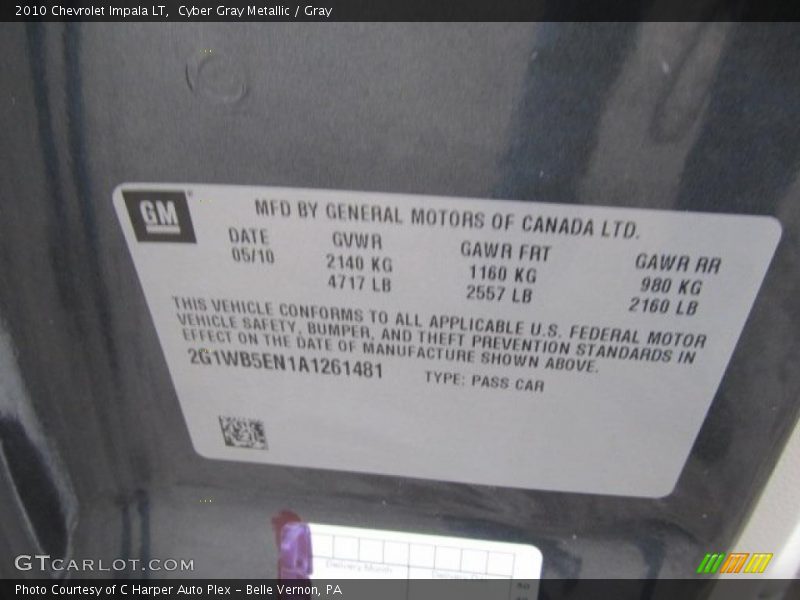 2010 Chevrolet Impala LT, Cyber Gray Metallic / Gray
GM
MFD BY GENERAL MOTORS OF CANADA LTD.
DATE GVWR GAWR FRT GAWR RR
05/10 2140 KG 1160 KG 980 KG
4717 LB 2557 LB 2160 LB
THIS VEHICLE CONFORMS TO ALL APPLICABLE U.S. FEDERAL MOTOR
VEHICLE SAFETY, BUMPER, AND THEFT PREVENTION STANDARDS IN
EFFECT ON THE DATE OF MANUFACTURE SHOWN ABOVE.
2G1WB5EN1A1261481 TYPE: PASS CAR
Delivery Month
GTCARLOT.COM
Photo Courtesy of C Harper Auto Plex – Belle Vernon, PA